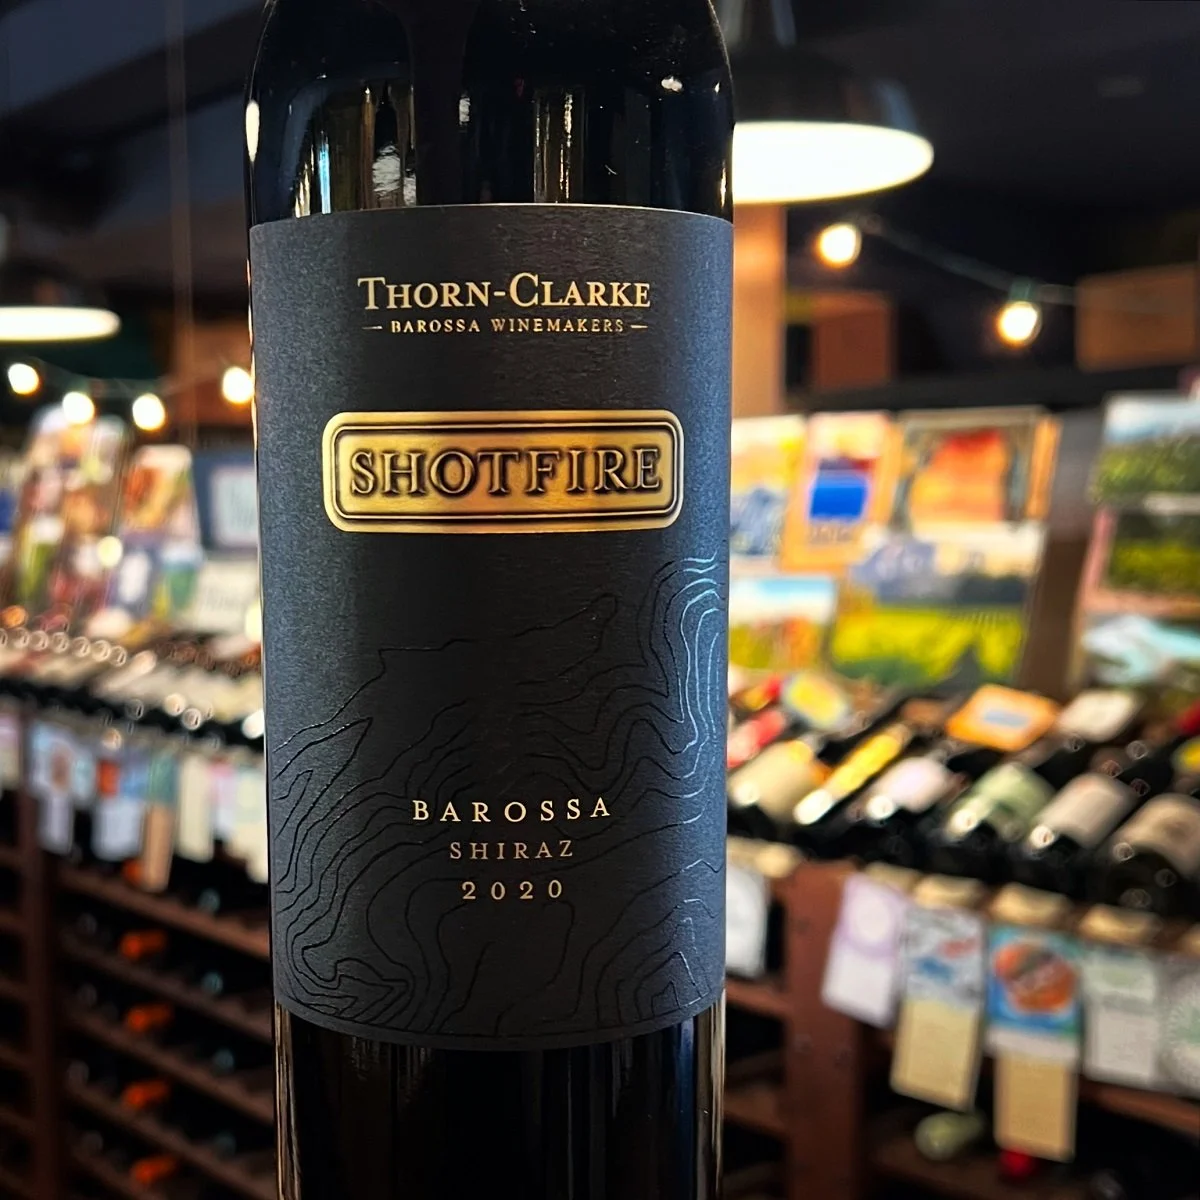 THORN-CLARKE
— BAROSSA WINEMAKERS —
SHOTFIRE
BAROSSA
SHIRAZ
2020